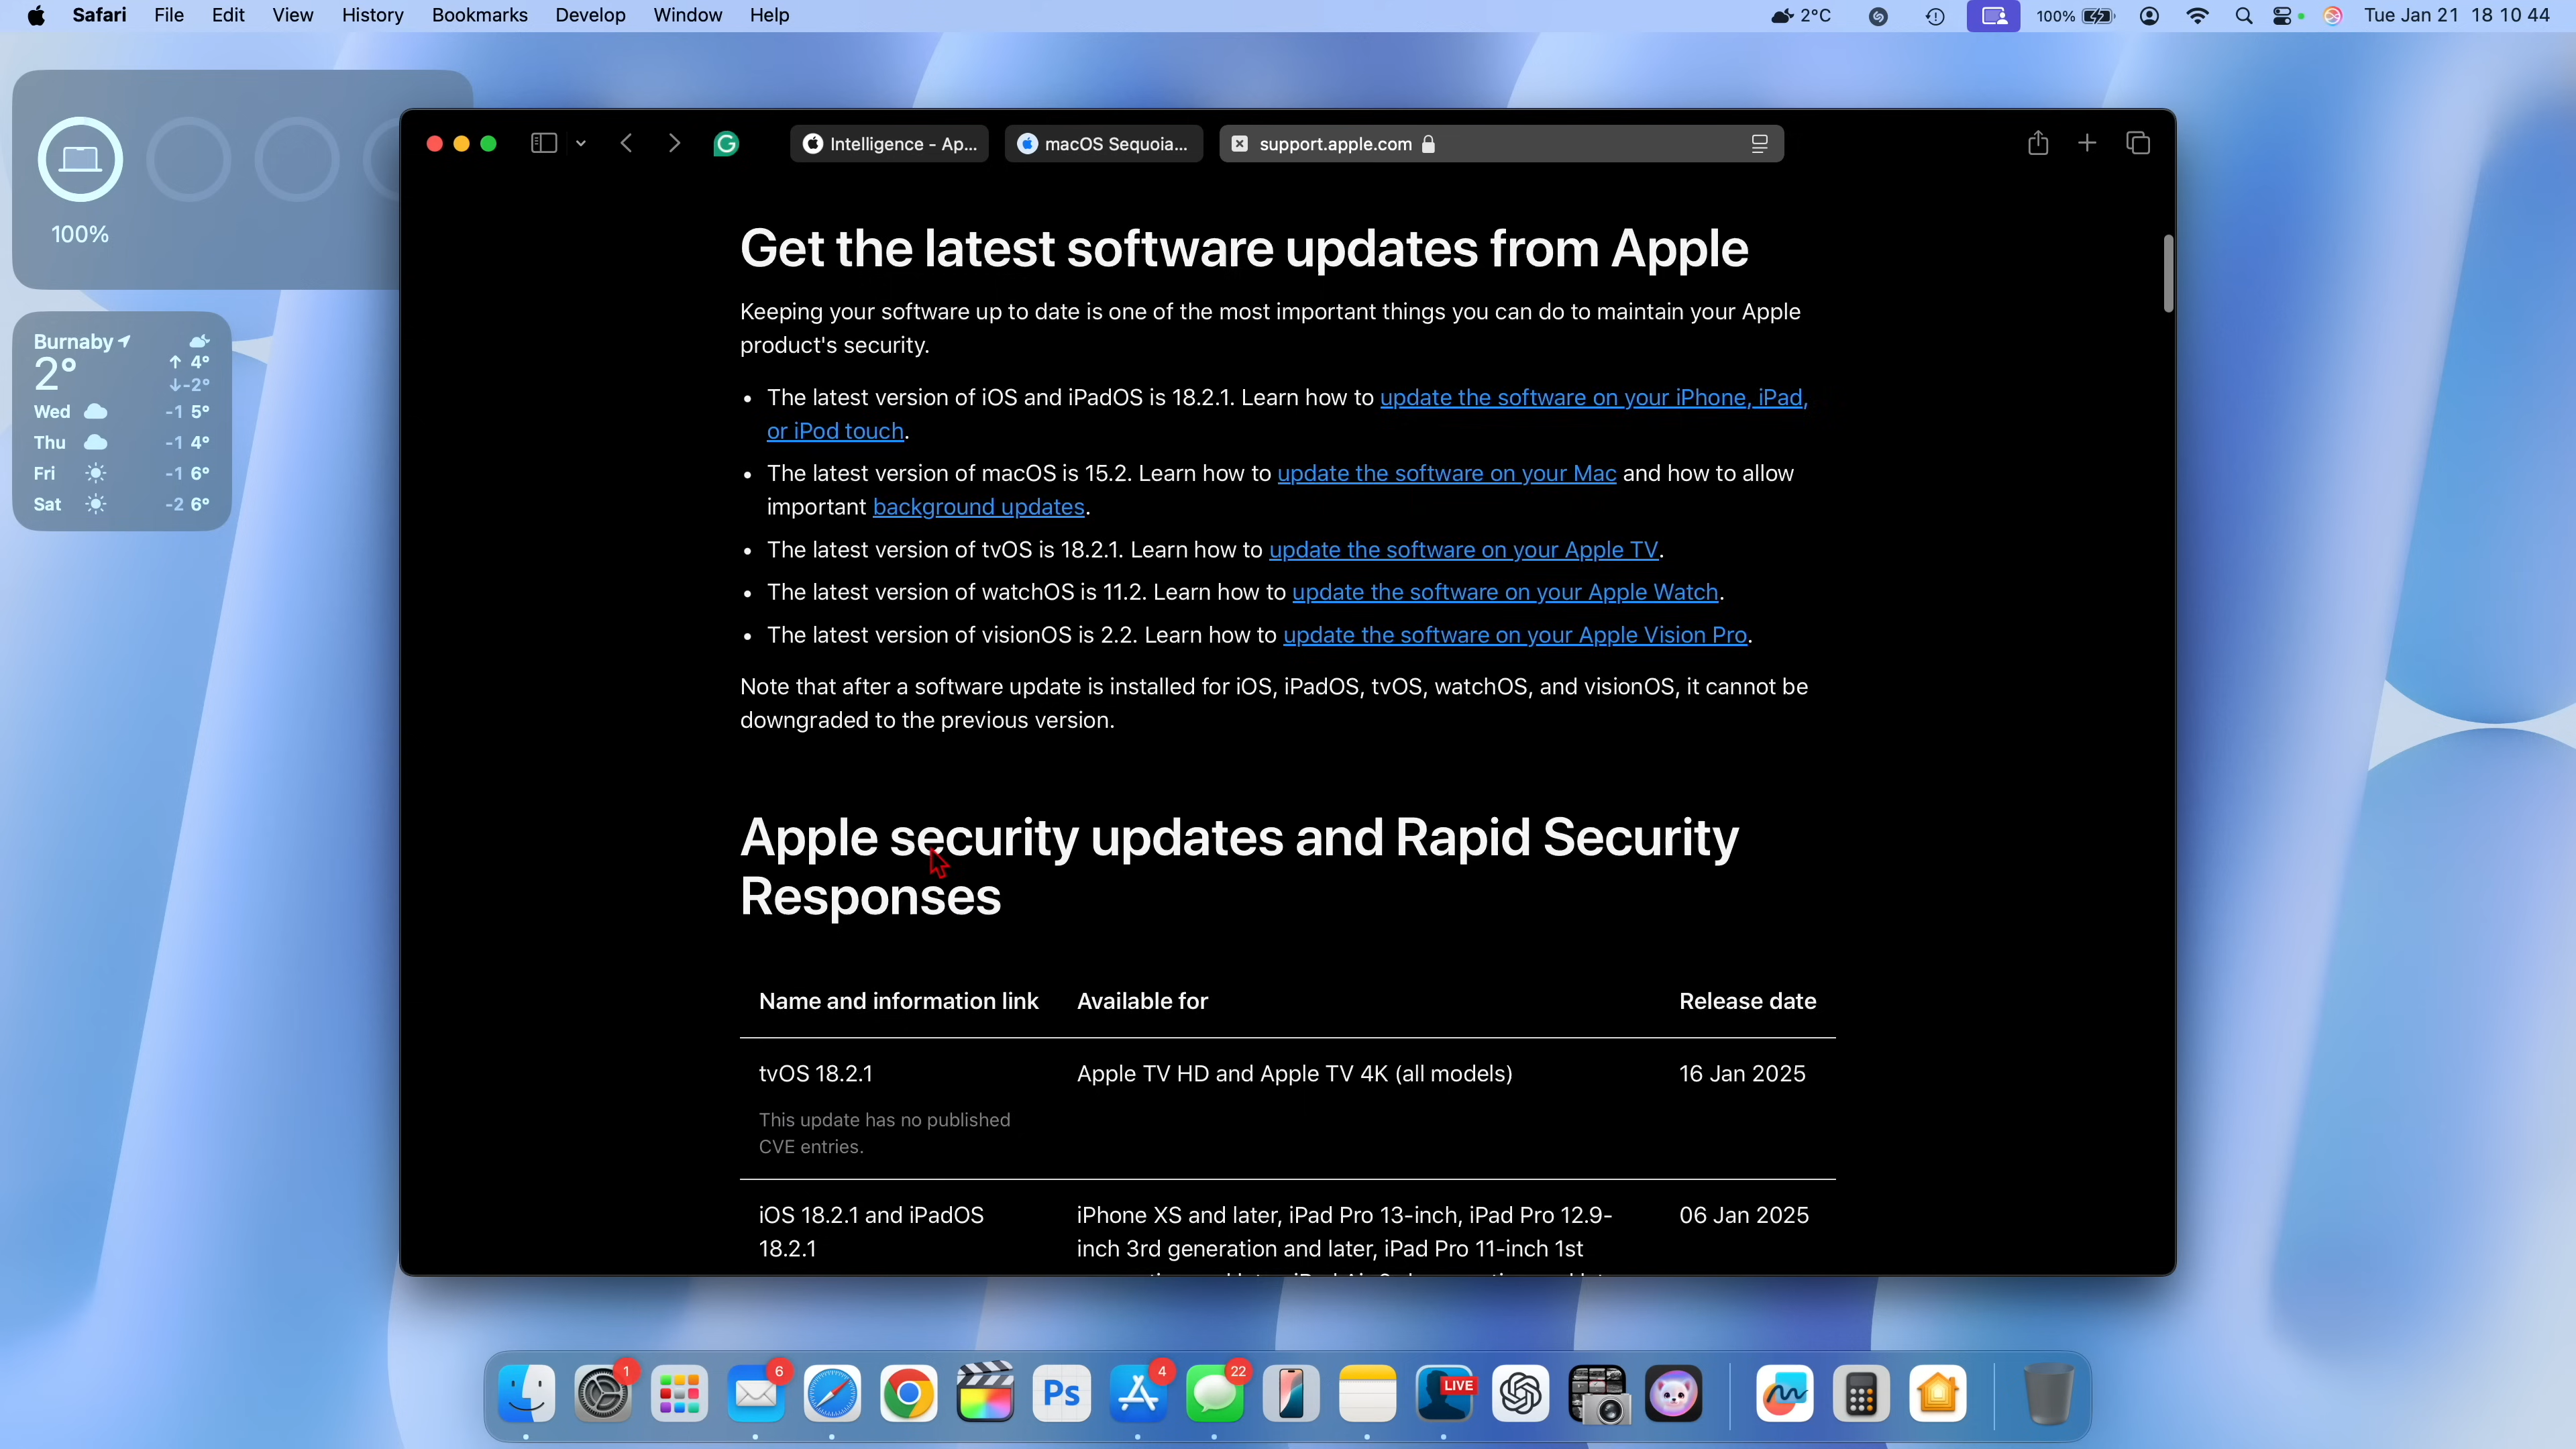 Safari File Edit View History Bookmarks Develop Window Help 2°C 100% Tue Jan 21 18 10 44
100%
Burnaby
2° ↑ 4°
↓-2°
Wed -1 5°
Thu -1 4°
Fri -1 6°
Sat -2 6°
Intelligence - Ap... macOS Sequoia... support.apple.com
Get the latest software updates from Apple
Keeping your software up to date is one of the most important things you can do to maintain your Apple
product's security.
• The latest version of iOS and iPadOS is 18.2.1. Learn how to update the software on your iPhone, iPad,
or iPod touch.
• The latest version of macOS is 15.2. Learn how to update the software on your Mac and how to allow
important background updates.
• The latest version of tvOS is 18.2.1. Learn how to update the software on your Apple TV.
• The latest version of watchOS is 11.2. Learn how to update the software on your Apple Watch.
• The latest version of visionOS is 2.2. Learn how to update the software on your Apple Vision Pro.
Note that after a software update is installed for iOS, iPadOS, tvOS, watchOS, and visionOS, it cannot be
downgraded to the previous version.
Apple security updates and Rapid Security
Responses
Name and information link Available for Release date
tvOS 18.2.1 Apple TV HD and Apple TV 4K (all models) 16 Jan 2025
This update has no published
CVE entries.
iOS 18.2.1 and iPadOS iPhone XS and later, iPad Pro 13-inch, iPad Pro 12.9- 06 Jan 2025
18.2.1 inch 3rd generation and later, iPad Pro 11-inch 1st
1 6 4 22
Ps LIVE